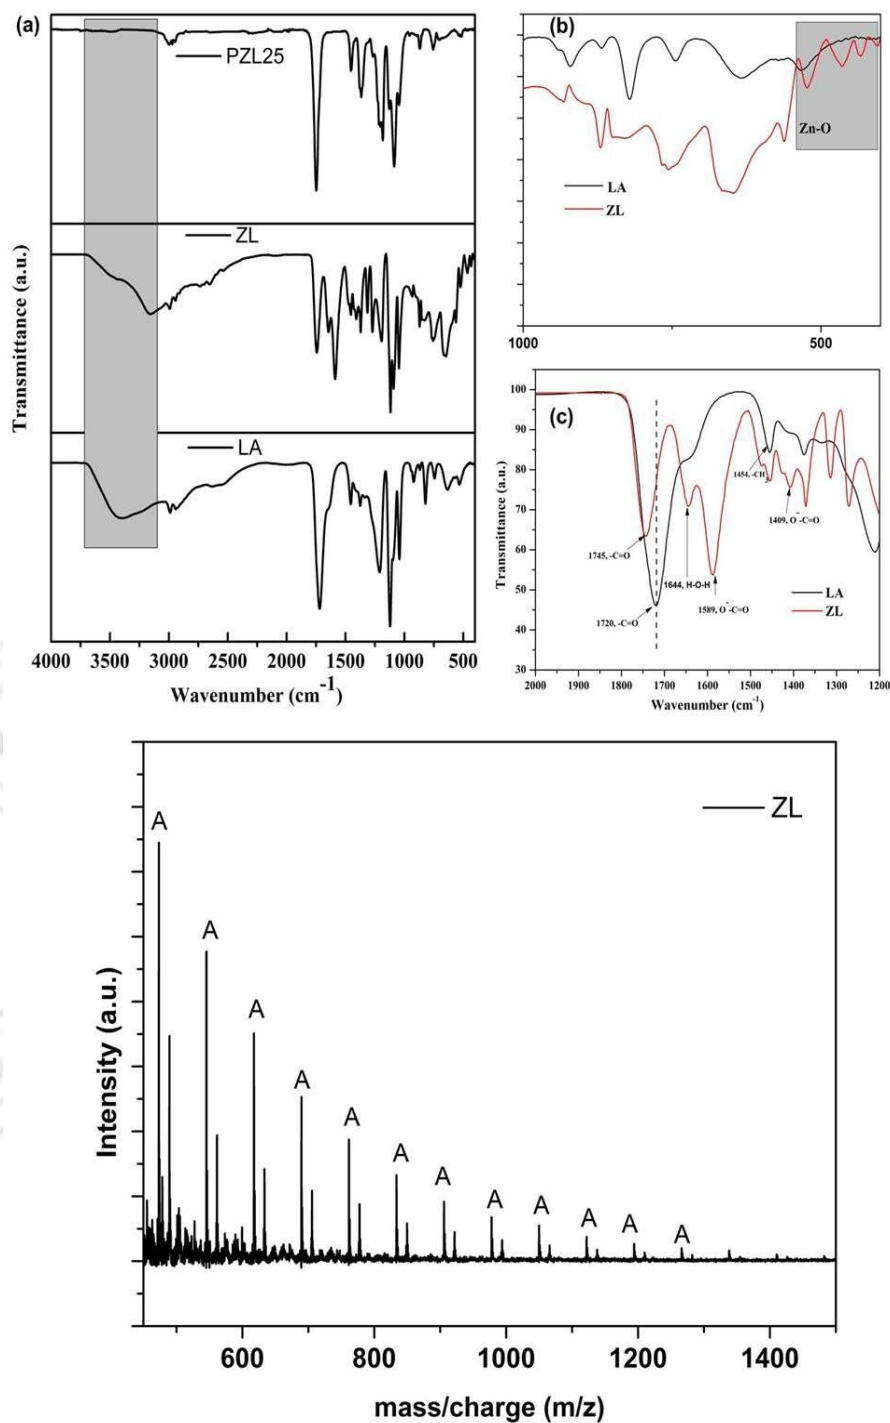 (a)
PZL25
ZL
LA
Transmittance (a.u.)
4000 3500 3000 2500 2000 1500 1000 500
Wavenumber (cm-1)
(b)
Zn-O
LA
ZL
1000 500
(c)
100
90
80
70
60
50
40
30
Transmittance (a.u.)
1454, -CH3
1409, O- -C=O
1745, -C=O
1644, H-O-H
1589, O- -C=O
1720, -C=O
LA
ZL
2000 1900 1800 1700 1600 1500 1400 1300 1200
Wavenumber (cm-1)
ZL
A
A
A
A
A
A
A
A
A
A
A
A
Intensity (a.u.)
600 800 1000 1200 1400
mass/charge (m/z)